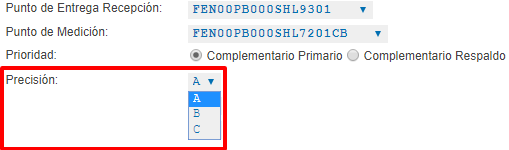 Punto de Entrega Recepción: FEN00PB000SHL9301 ▼
Punto de Medición: FEN00PB000SHL7201CB ▼
Prioridad: Complementario Primario Complementario Respaldo
Precisión: A ▼
A
B
C